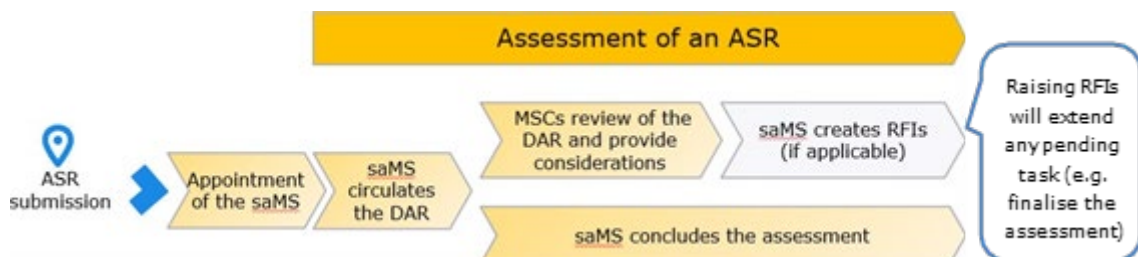 Assessment of an ASR
ASR
submission
Appointment
of the saMS
saMS
circulates
the DAR
MSCs review of the
DAR and provide
considerations
saMS creates RFIs
(if applicable)
saMS concludes the assessment
Raising RFIs
will extend
any pending
task (e.g.
finalise the
assessment)